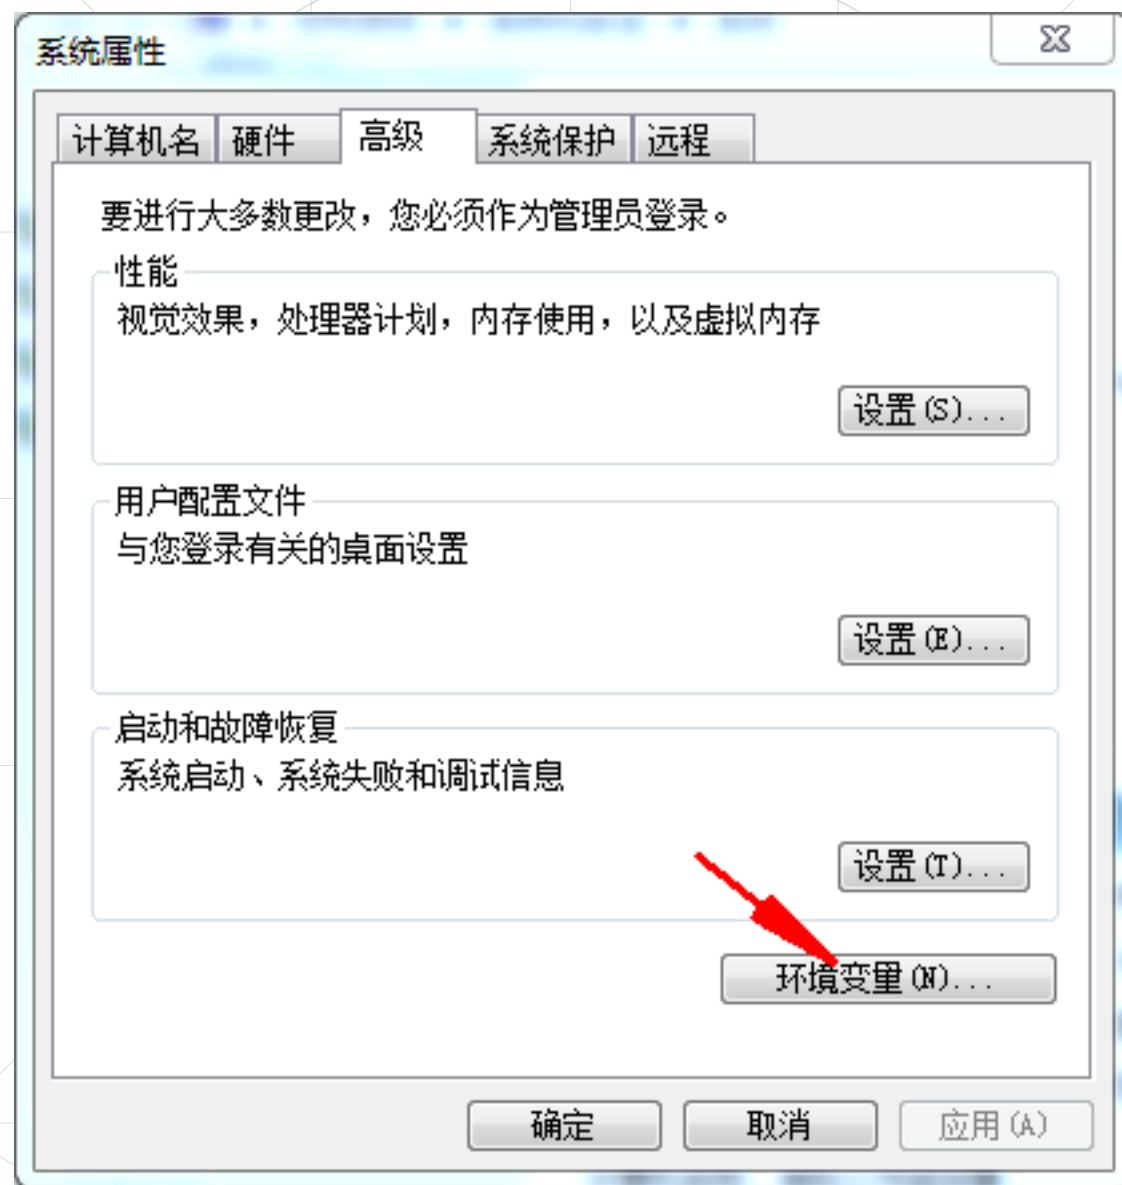 系统属性
计算机名 硬件 高级 系统保护 远程
要进行大多数更改，您必须作为管理员登录。
性能
视觉效果，处理器计划，内存使用，以及虚拟内存
设置(S)...
用户配置文件
与您登录有关的桌面设置
设置(E)...
启动和故障恢复
系统启动、系统失败和调试信息
设置(T)...
环境变量(N)...
确定 取消 应用(A)